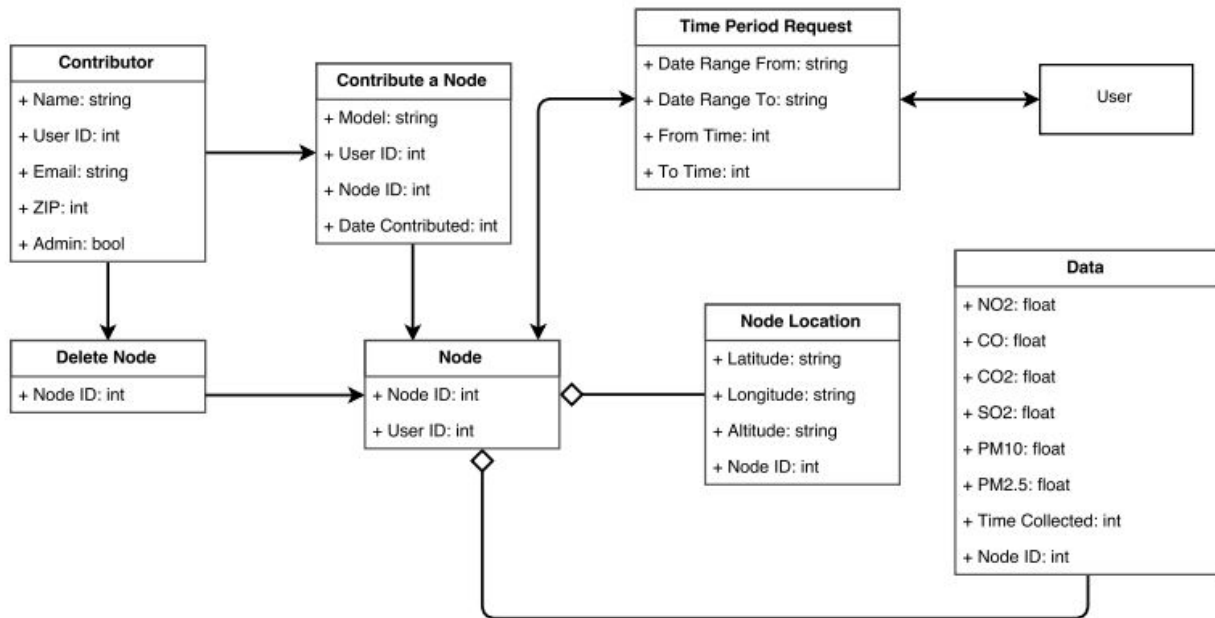 Contributor
+ Name: string
+ User ID: int
+ Email: string
+ ZIP: int
+ Admin: bool
Contribute a Node
+ Model: string
+ User ID: int
+ Node ID: int
+ Date Contributed: int
Time Period Request
+ Date Range From: string
+ Date Range To: string
+ From Time: int
+ To Time: int
User
Delete Node
+ Node ID: int
Node
+ Node ID: int
+ User ID: int
Node Location
+ Latitude: string
+ Longitude: string
+ Altitude: string
+ Node ID: int
Data
+ NO2: float
+ CO: float
+ CO2: float
+ SO2: float
+ PM10: float
+ PM2.5: float
+ Time Collected: int
+ Node ID: int